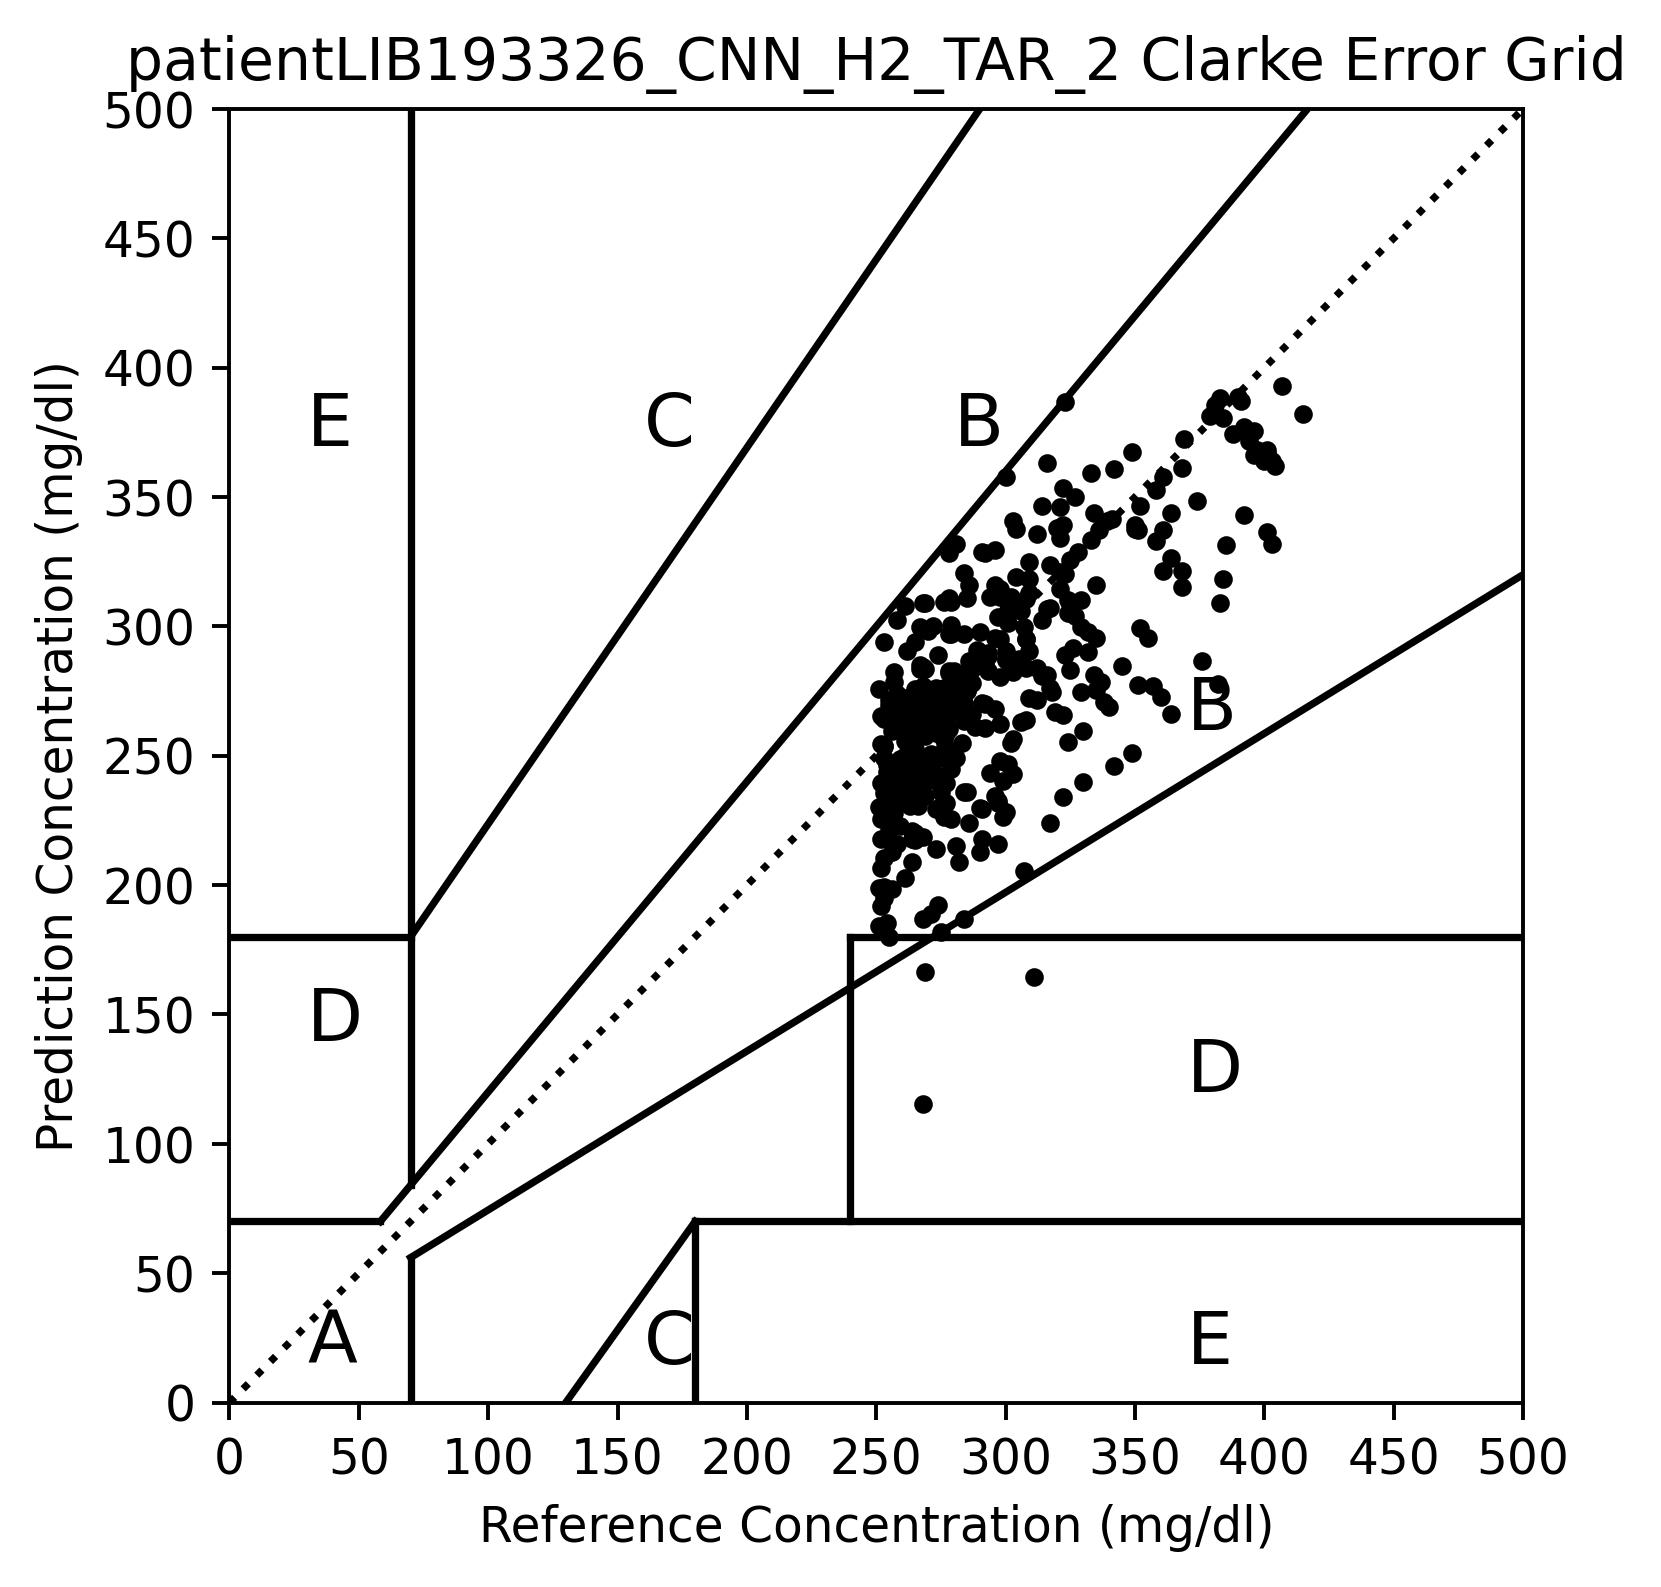 patientLIB193326_CNN_H2_TAR_2 Clarke Error Grid
Prediction Concentration (mg/dl)
500
450
400
350
300
250
200
150
100
50
0
E
C
B
B
D
D
A
C
E
0 50 100 150 200 250 300 350 400 450 500
Reference Concentration (mg/dl)